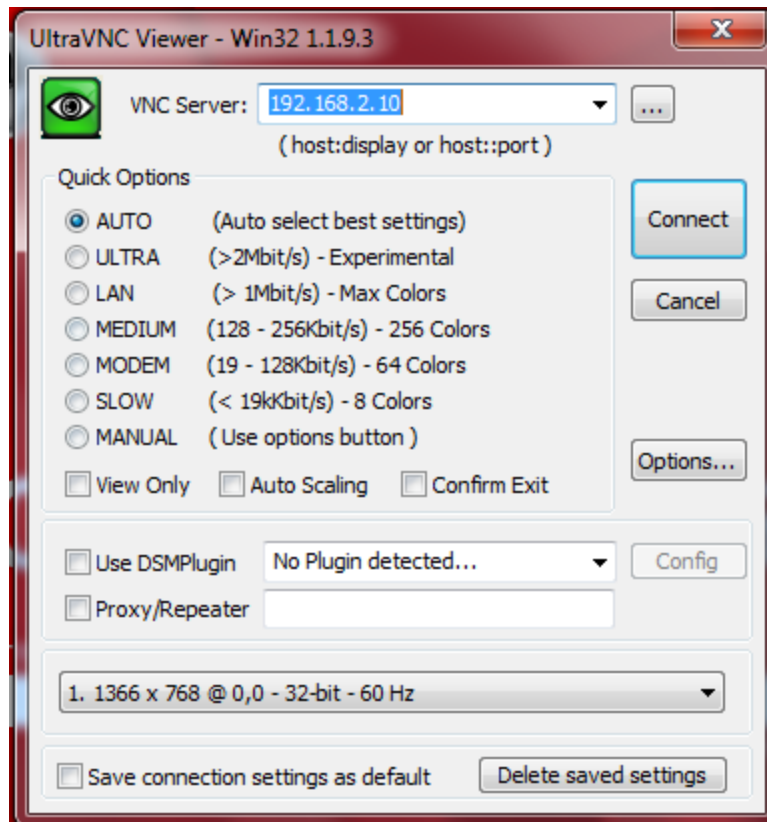 UltraVNC Viewer - Win32 1.1.9.3
VNC Server: 192.168.2.10 ...
( host:display or host::port )
Quick Options
AUTO (Auto select best settings)
ULTRA (>2Mbit/s) - Experimental
LAN (> 1Mbit/s) - Max Colors
MEDIUM (128 - 256Kbit/s) - 256 Colors
MODEM (19 - 128Kbit/s) - 64 Colors
SLOW (< 19kKbit/s) - 8 Colors
MANUAL ( Use options button )
View Only Auto Scaling Confirm Exit
Connect
Cancel
Options...
Use DSMPlugin No Plugin detected... Config
Proxy/Repeater
1. 1366 x 768 @ 0,0 - 32-bit - 60 Hz
Save connection settings as default Delete saved settings